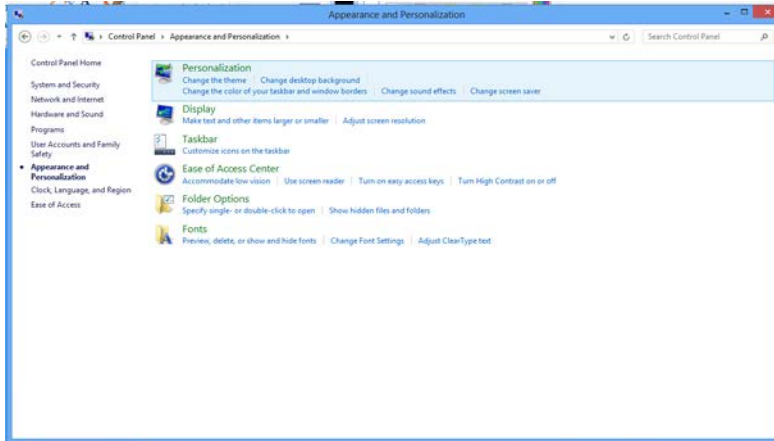 Appearance and Personalization
Control Panel Appearance and Personalization
Search Control Panel
Control Panel Home
System and Security
Network and Internet
Hardware and Sound
Programs
User Accounts and Family
Safety
Appearance and
Personalization
Clock, Language, and Region
Ease of Access
Personalization
Change the theme Change desktop background
Change the color of your taskbar and window borders Change sound effects Change screen saver
Display
Make text and other items larger or smaller Adjust screen resolution
Taskbar
Customize icons on the taskbar
Ease of Access Center
Accommodate low vision Use screen reader Turn on easy access keys Turn High Contrast on or off
Folder Options
Specify single- or double-click to open Show hidden files and folders
Fonts
Preview, delete, or show and hide fonts Change Font Settings Adjust ClearType text